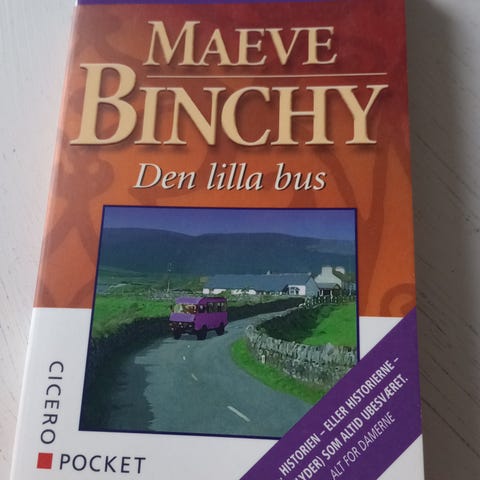 MAEVE
BINCHY
Den lilla bus
CICERO
POCKET
HISTORIEN – ELLER HISTORIERNE –
SOM ALTID UBESVÆRET.
ALT FOR DAMERNE